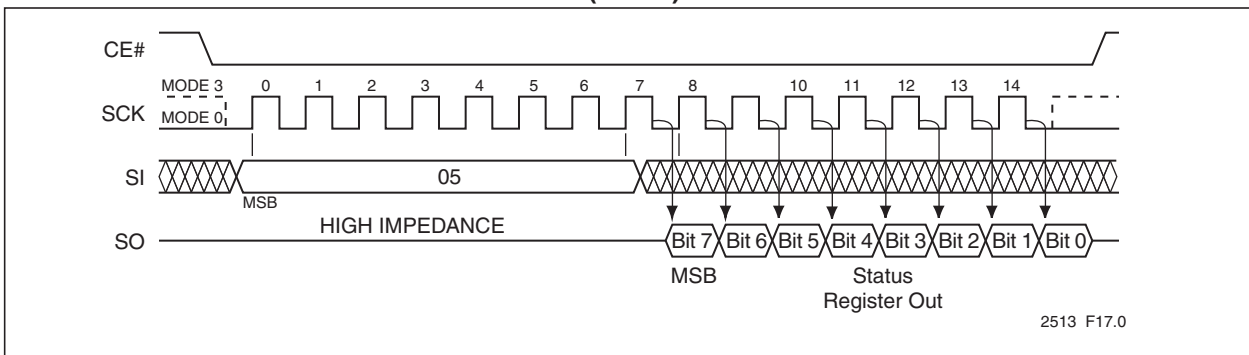 CE#
MODE 3 0 1 2 3 4 5 6 7 8 10 11 12 13 14
SCK
MODE 0
SI 05
MSB
HIGH IMPEDANCE
SO Bit 7 Bit 6 Bit 5 Bit 4 Bit 3 Bit 2 Bit 1 Bit 0
MSB Status
Register Out
2513 F17.0